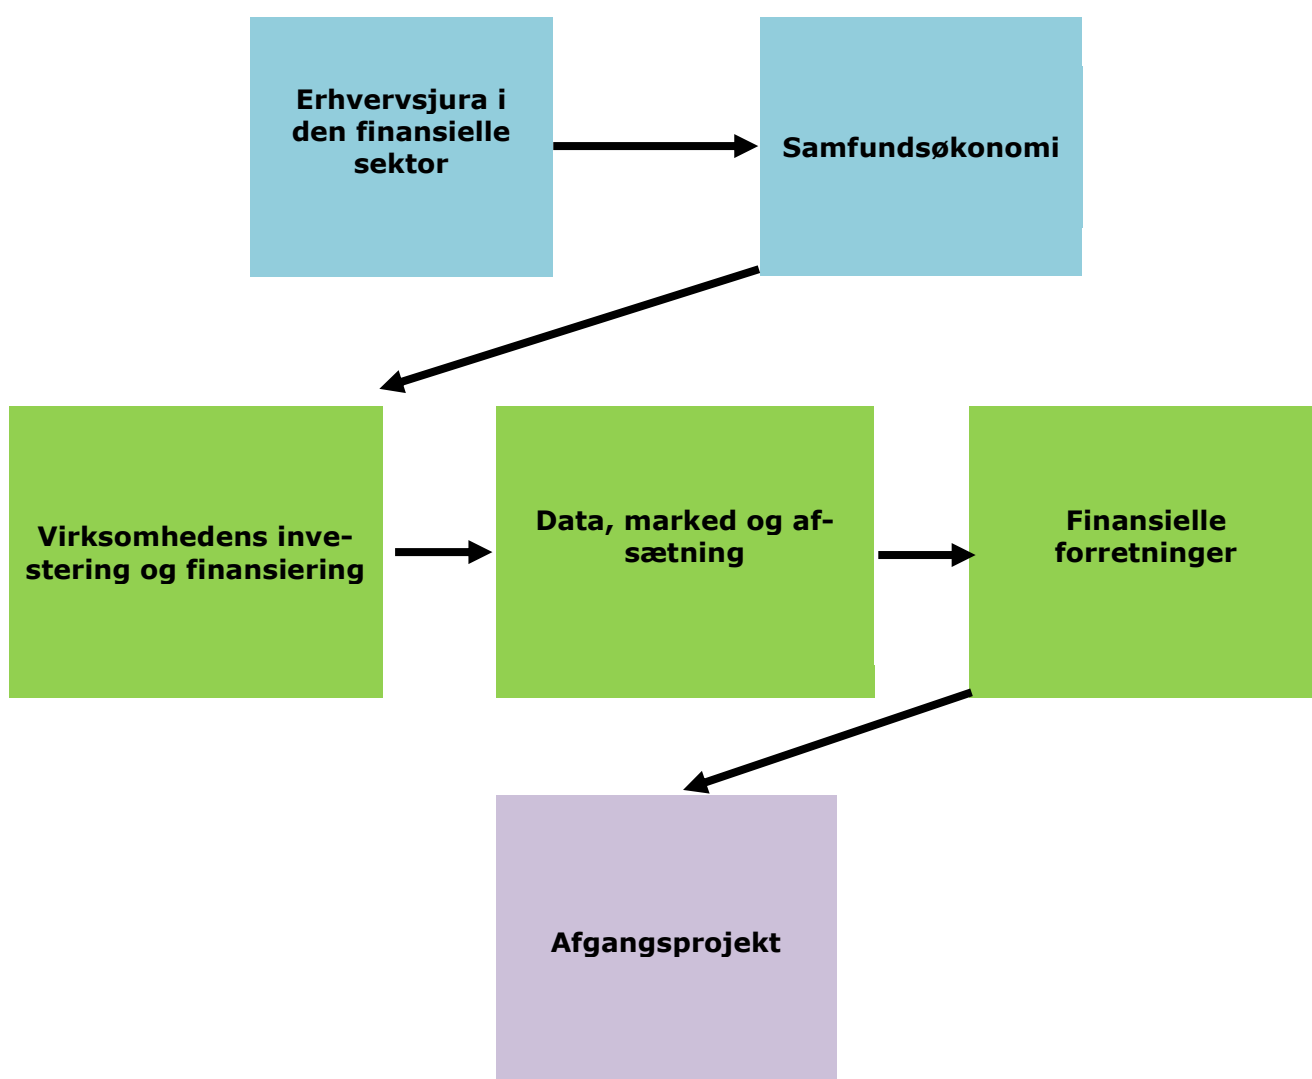 Erhvervsjura i
den finansielle
sektor
Samfundsøkonomi
Virksomhedens inve-
stering og finansiering
Data, marked og af-
sætning
Finansielle
forretninger
Afgangsprojekt